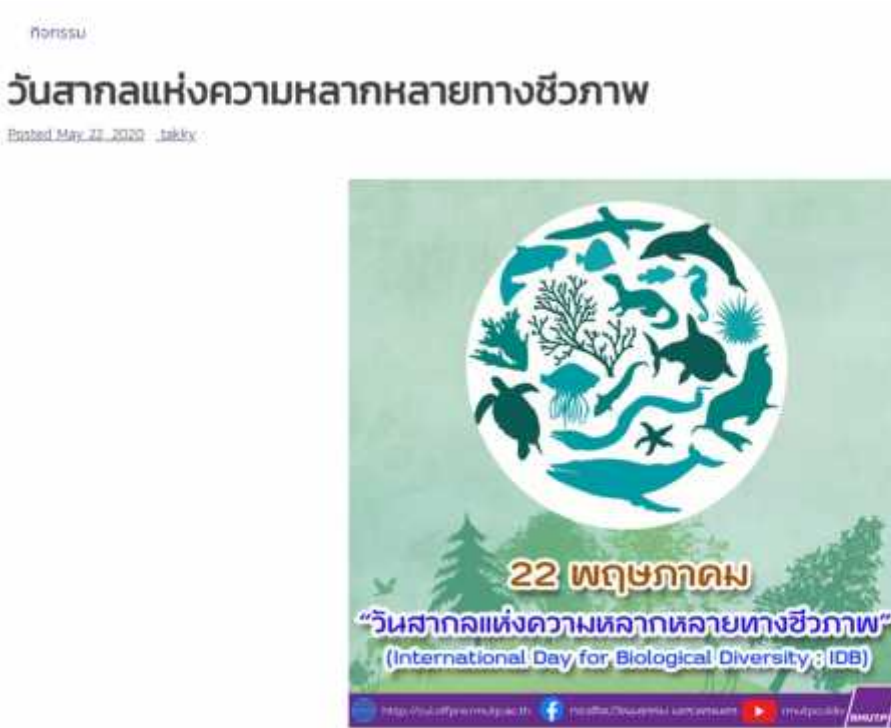 กิจกรรม
วันสากลแห่งความหลากหลายทางชีวภาพ
Posted May 22, 2020 takky
22 พฤษภาคม
“วันสากลแห่งความหลากหลายทางชีวภาพ”
(International Day for Biological Diversity : IDB)
RMUTP